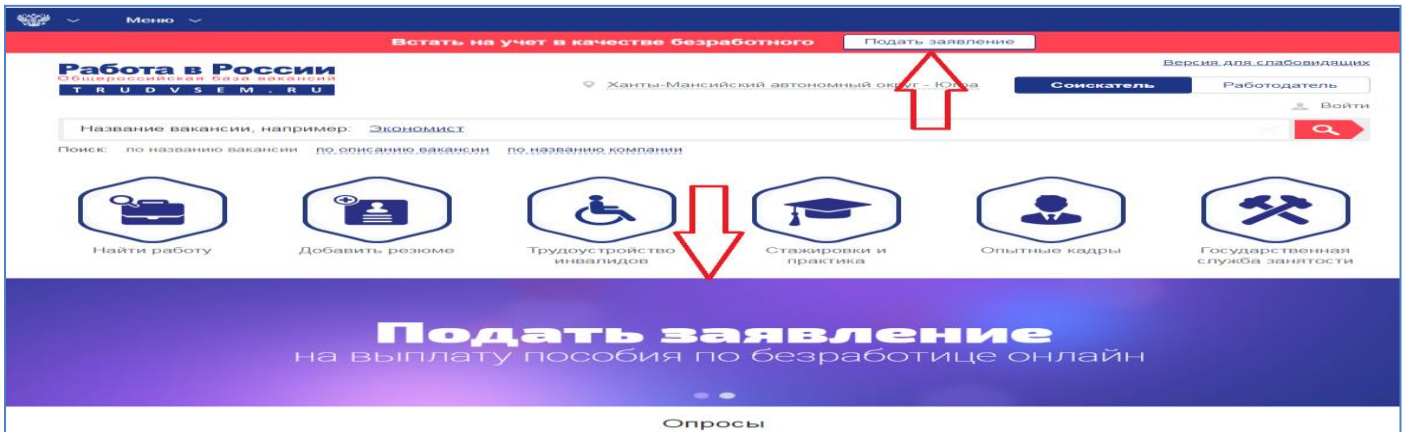 Меню
Встать на учет в качестве безработного Подать заявление
Версия для слабовидящих
Работа в России
Общероссийская база вакансий
TRUDVSEM.RU
Ханты-Мансийский автономный округ - Югра
Соискатель Работодатель
Войти
Название вакансии, например: Экономист
Поиск: по названию вакансии по описанию вакансии по названию компании
Найти работу
Добавить резюме
Трудоустройство
инвалидов
Стажировки и
практика
Опытные кадры
Государственная
служба занятости
Подать заявление
на выплату пособия по безработице онлайн
Опросы